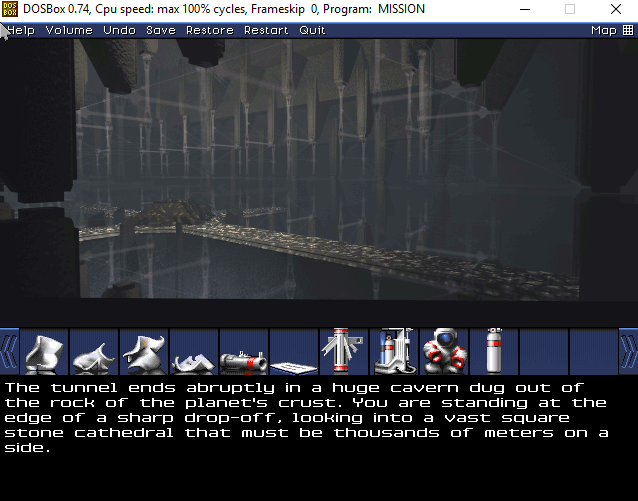 DOS
BOX
DOSBox 0.74, Cpu speed: max 100% cycles, Frameskip 0, Program: MISSION
Help Volume Undo Save Restore Restart Quit Map
The tunnel ends abruptly in a huge cavern dug out of
the rock of the planet's crust. You are standing at the
edge of a sharp drop-off, looking into a vast square
stone cathedral that must be thousands of meters on a
side.